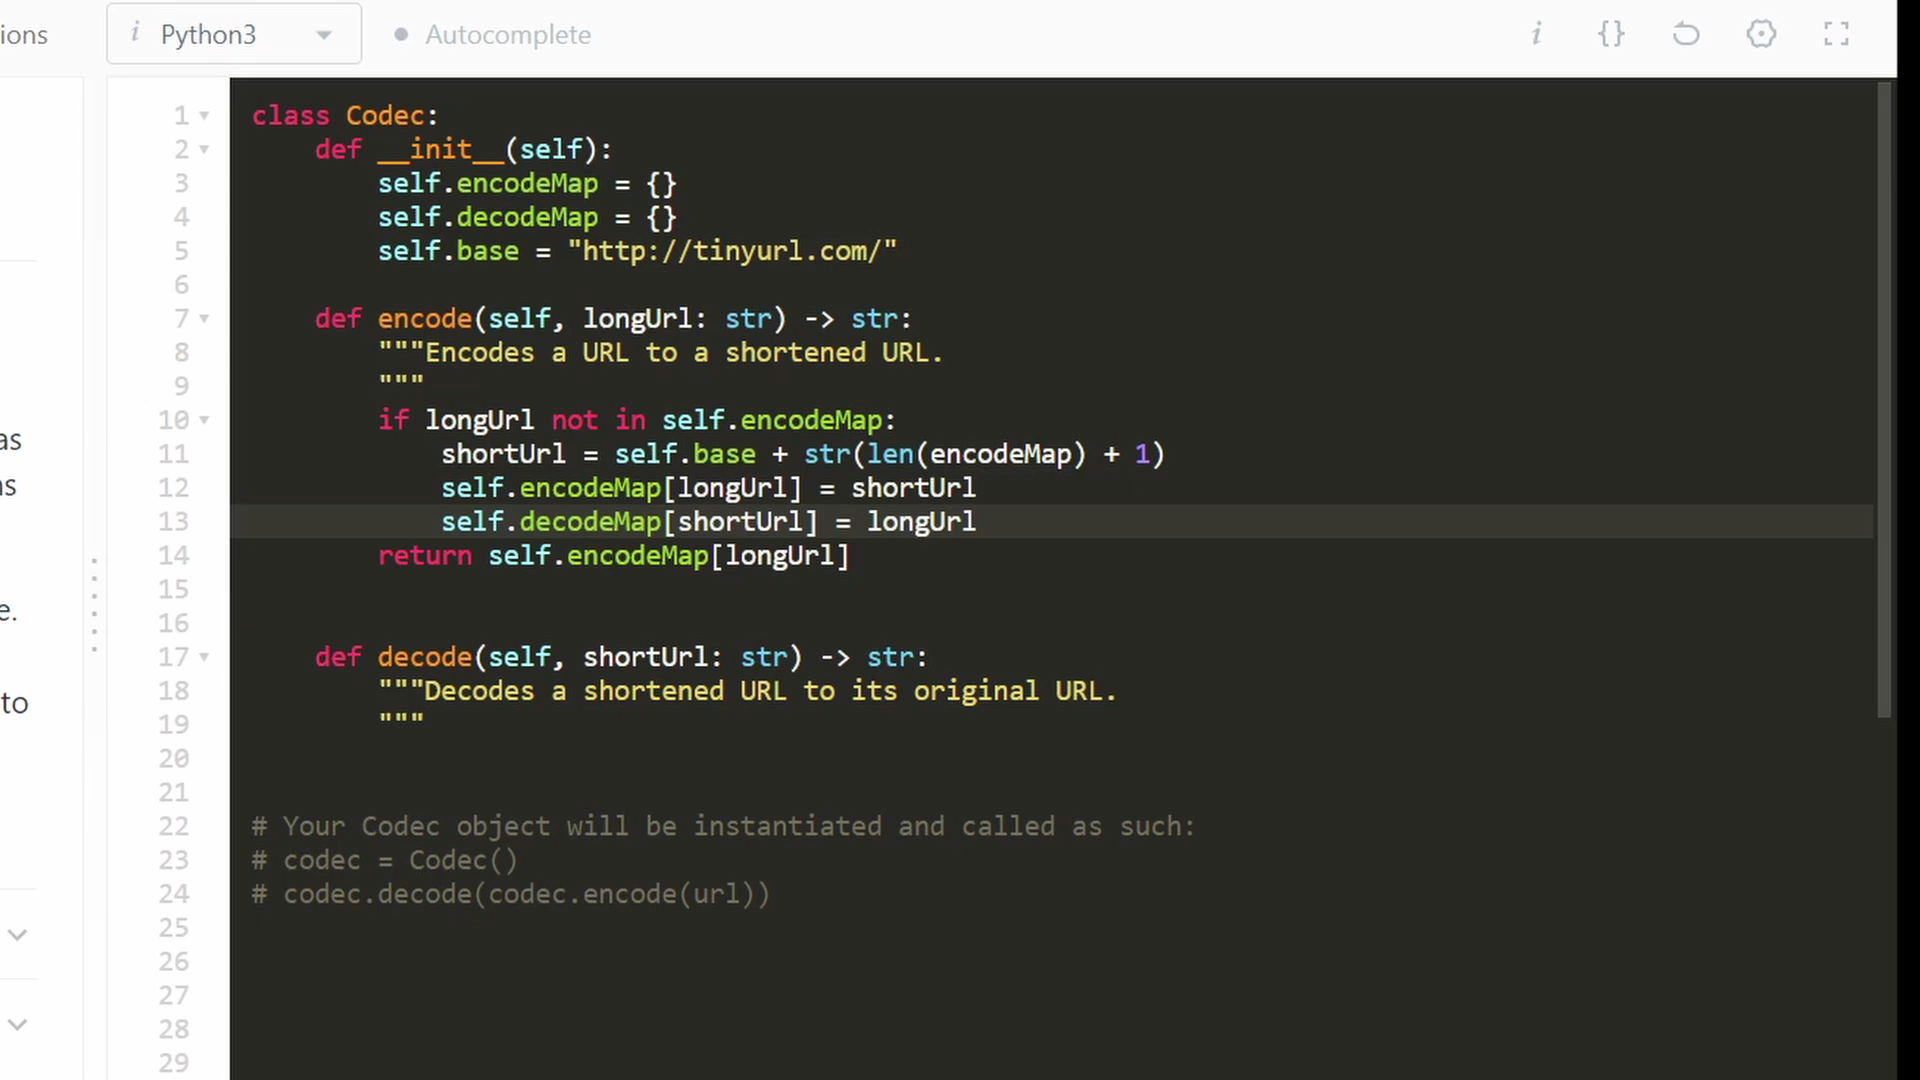 ions
i Python3
Autocomplete
i {}
1 class Codec:
2     def __init__(self):
3         self.encodeMap = {}
4         self.decodeMap = {}
5         self.base = "http://tinyurl.com/"
6
7     def encode(self, longUrl: str) -> str:
8         """Encodes a URL to a shortened URL.
9         """
10         if longUrl not in self.encodeMap:
11             shortUrl = self.base + str(len(encodeMap) + 1)
12             self.encodeMap[longUrl] = shortUrl
13             self.decodeMap[shortUrl] = longUrl
14         return self.encodeMap[longUrl]
15
16
17     def decode(self, shortUrl: str) -> str:
18         """Decodes a shortened URL to its original URL.
19         """
20
21
22 # Your Codec object will be instantiated and called as such:
23 # codec = Codec()
24 # codec.decode(codec.encode(url))
25
26
27
28
29
as
e.
to